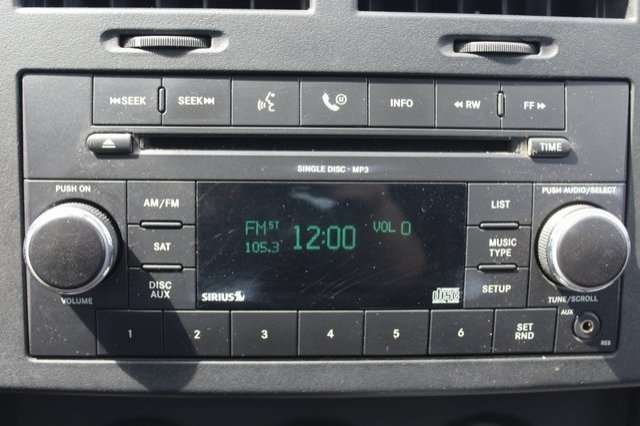 SEEK SEEK INFO RW FF
TIME
SINGLE DISC • MP3
PUSH ON
AM/FM
LIST
PUSH AUDIO/SELECT
FM ST 12:00 VOL 0
105.3
SAT
MUSIC
TYPE
DISC
AUX
SIRIUS
SETUP
VOLUME
TUNE/SCROLL
1 2 3 4 5 6 SET
RND
AUX